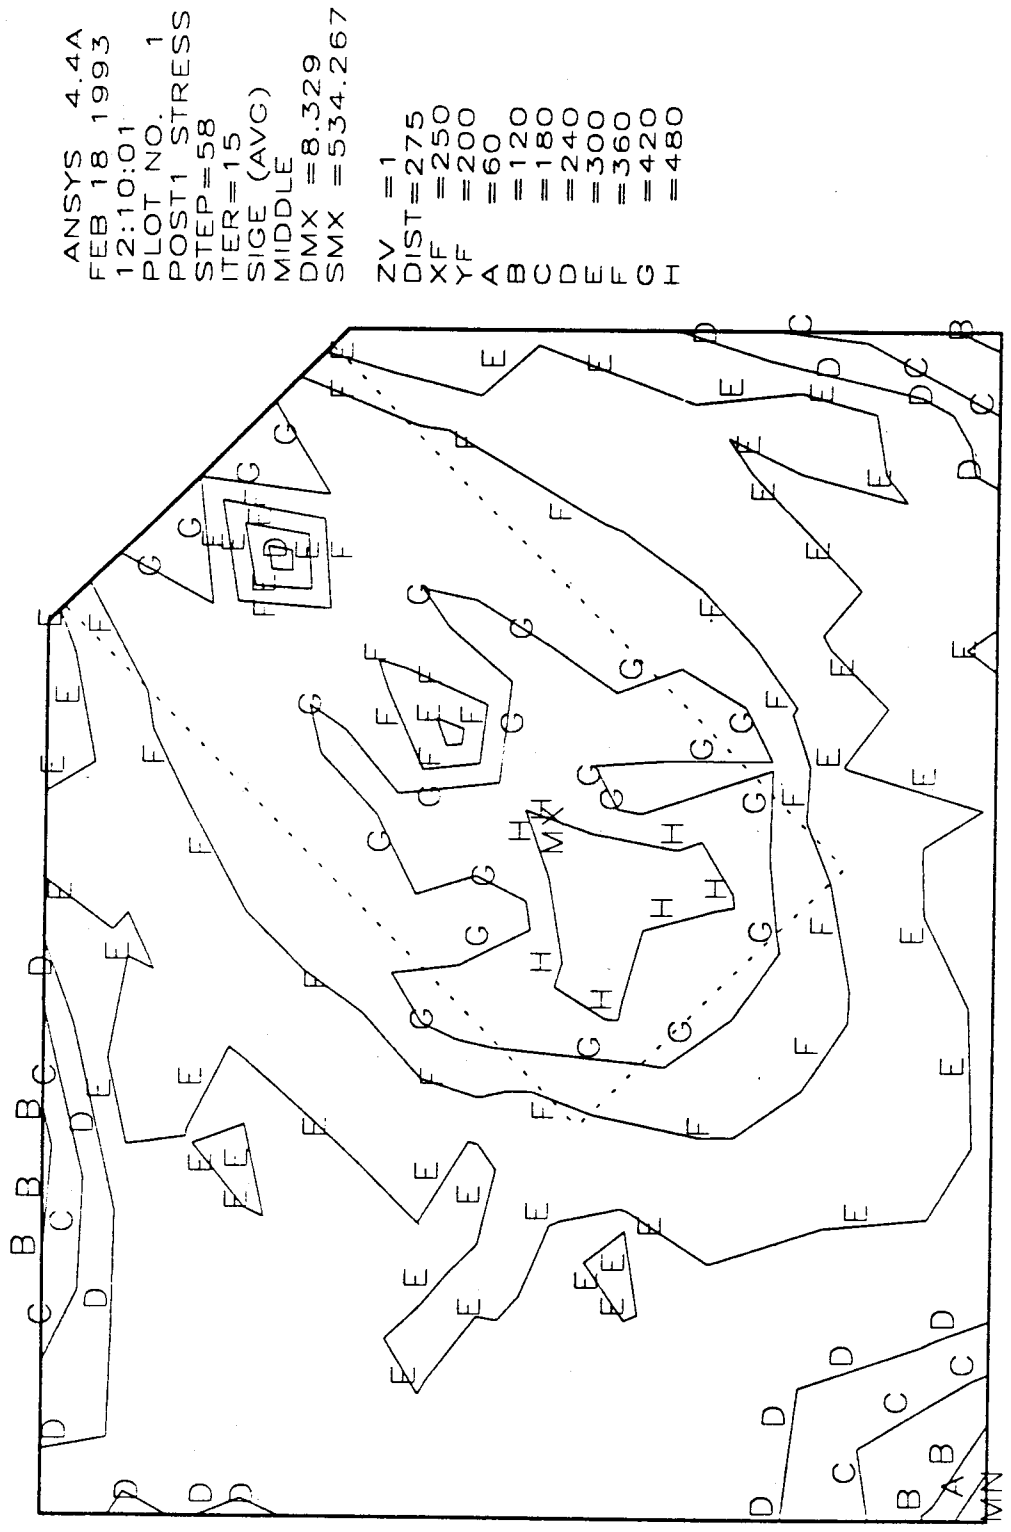 ANSYS 4.4A
FEB 18 1993
12:10:01
PLOT NO. 1
POST1 STRESS
STEP=58
ITER=15
SIGE (AVG)
MIDDLE
DMX =8.329
SMX =534.267
ZV =1
DIST=275
XF =250
YF =200
A =60
B =120
C =180
D =240
E =300
F =360
G =420
H =480
MX
MIN